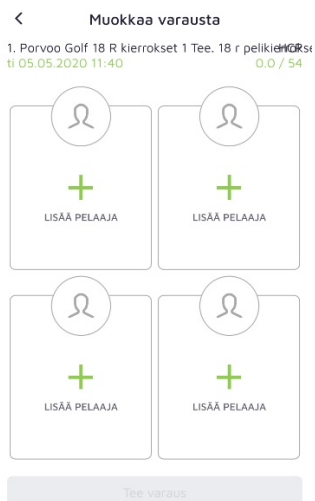 Muokkaa varausta
1. Porvoo Golf 18 R kierrokset 1 Tee. 18 r HCP
ti 05.05.2020 11:40 0.0 / 54
LISÄÄ PELAAJA LISÄÄ PELAAJA
LISÄÄ PELAAJA LISÄÄ PELAAJA
Tee varaus